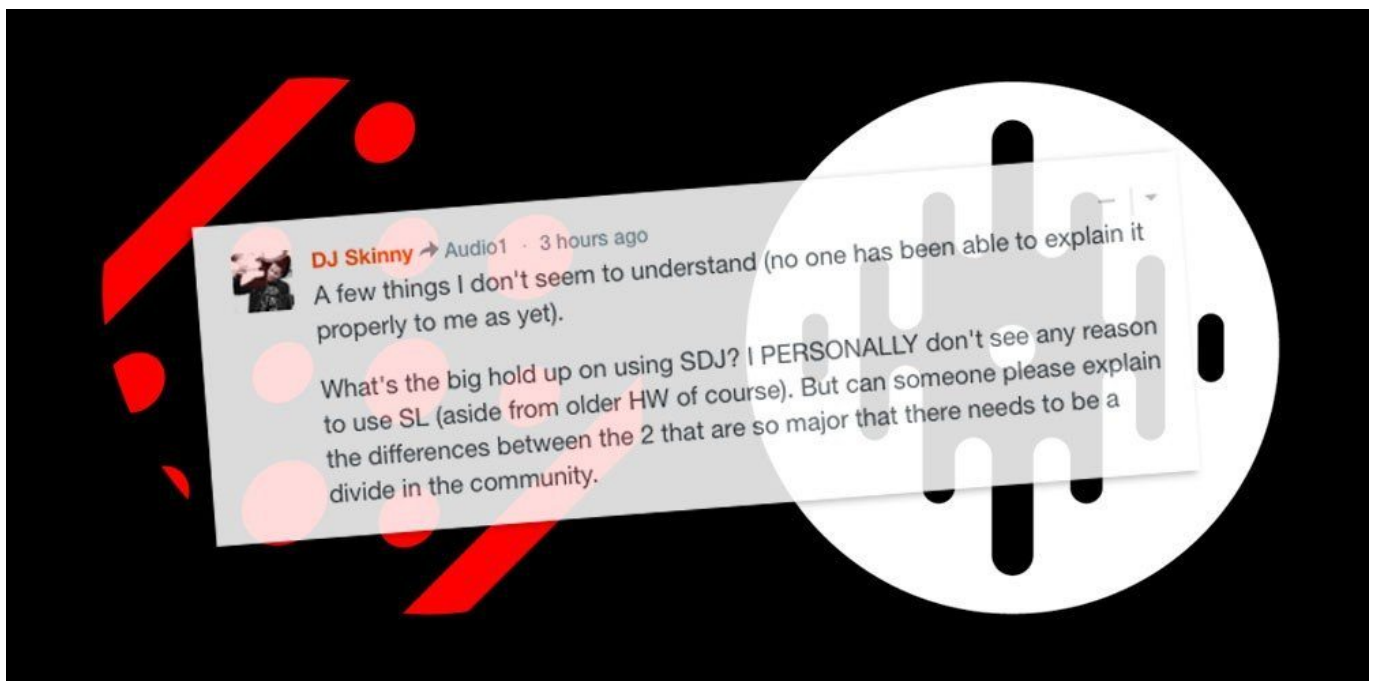 DJ Skinny Audio1 · 3 hours ago
A few things I don't seem to understand (no one has been able to explain it
properly to me as yet).
What's the big hold up on using SDJ? I PERSONALLY don't see any reason
to use SL (aside from older HW of course). But can someone please explain
the differences between the 2 that are so major that there needs to be a
divide in the community.